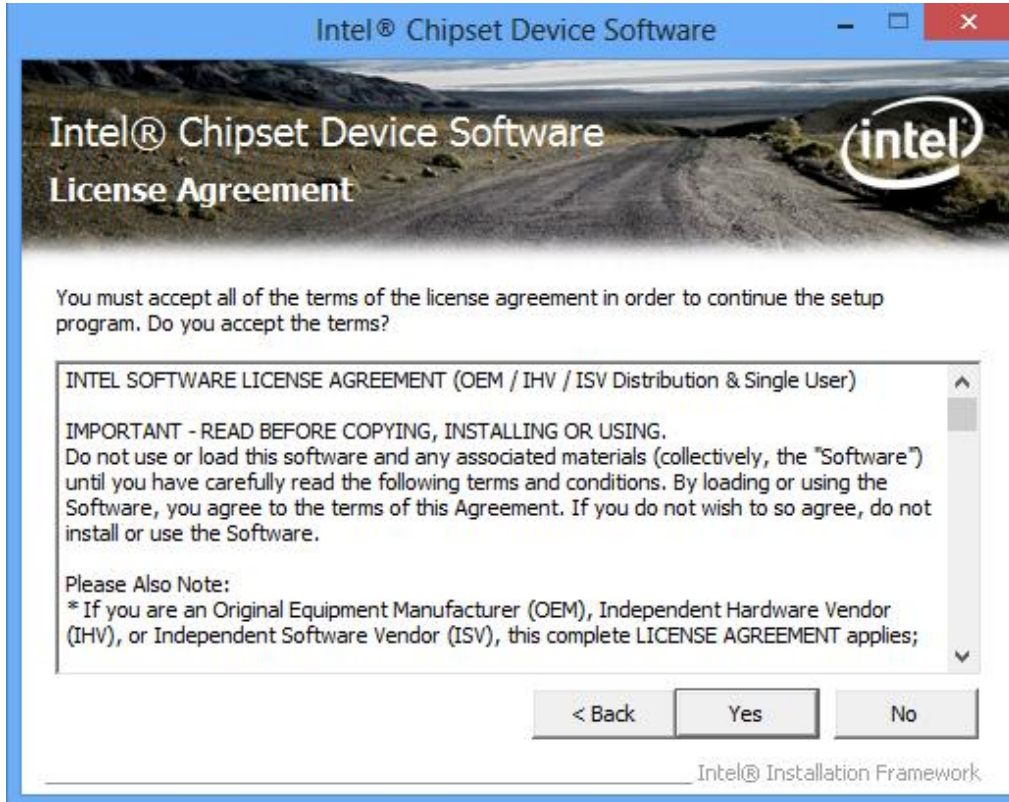 Intel® Chipset Device Software
Intel® Chipset Device Software
intel
License Agreement
You must accept all of the terms of the license agreement in order to continue the setup
program. Do you accept the terms?
INTEL SOFTWARE LICENSE AGREEMENT (OEM / IHV / ISV Distribution & Single User)
IMPORTANT - READ BEFORE COPYING, INSTALLING OR USING.
Do not use or load this software and any associated materials (collectively, the "Software")
until you have carefully read the following terms and conditions. By loading or using the
Software, you agree to the terms of this Agreement. If you do not wish to so agree, do not
install or use the Software.
Please Also Note:
* If you are an Original Equipment Manufacturer (OEM), Independent Hardware Vendor
(IHV), or Independent Software Vendor (ISV), this complete LICENSE AGREEMENT applies;
< Back Yes No
Intel® Installation Framework